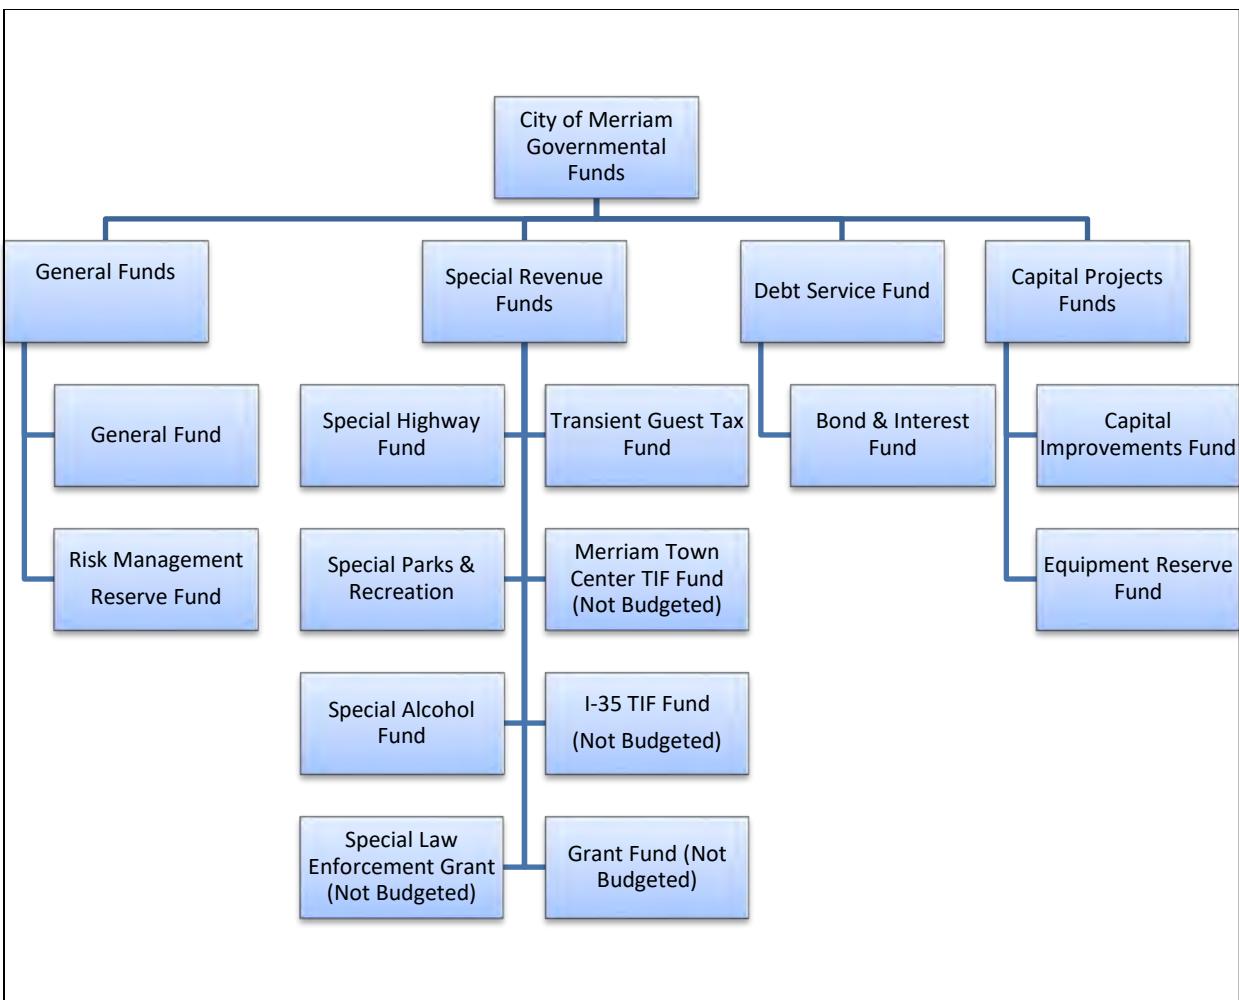 City of Merriam
Governmental
Funds
General Funds
Special Revenue
Funds
Debt Service Fund
Capital Projects
Funds
General Fund
Risk Management
Reserve Fund
Special Highway
Fund
Transient Guest Tax
Fund
Special Parks &
Recreation
Merriam Town
Center TIF Fund
(Not Budgeted)
Special Alcohol
Fund
I-35 TIF Fund
(Not Budgeted)
Special Law
Enforcement Grant
(Not Budgeted)
Grant Fund (Not
Budgeted)
Bond & Interest
Fund
Capital
Improvements Fund
Equipment Reserve
Fund